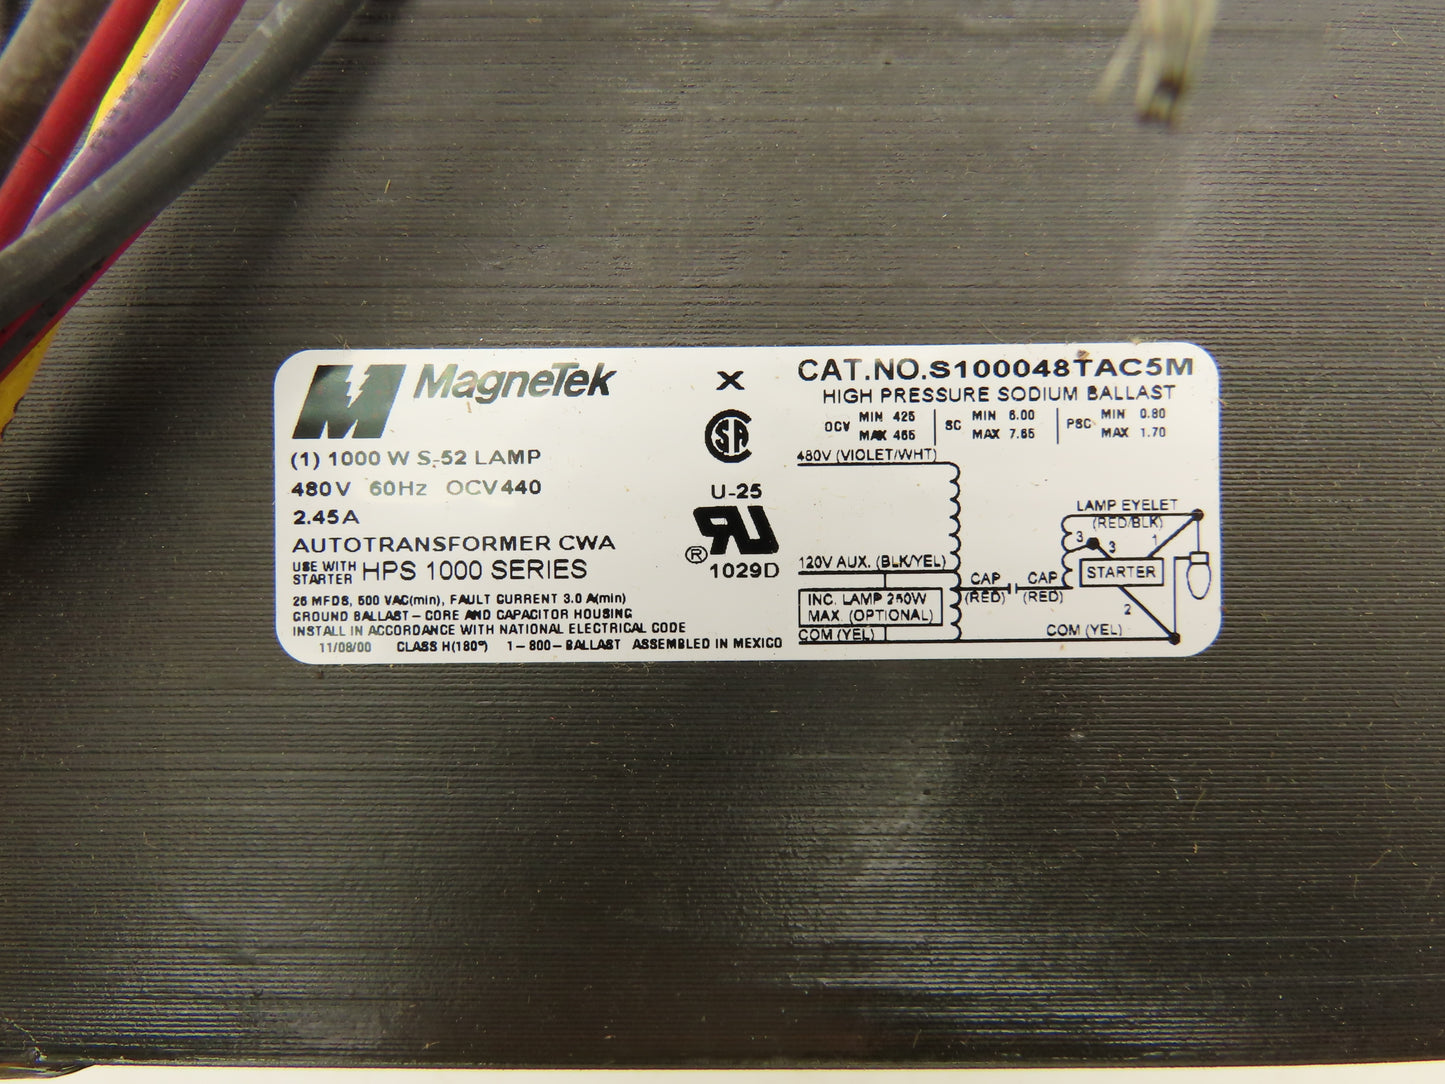 MagneTek
(1) 1000 W S-52 LAMP
480V 60Hz OCV440
2.45A
AUTOTRANSFORMER CWA
USE WITH STARTER HPS 1000 SERIES
26 MFDS, 500 VAC(min), FAULT CURRENT 3.0 A(min)
GROUND BALLAST-CORE AND CAPACITOR HOUSING
INSTALL IN ACCORDANCE WITH NATIONAL ELECTRICAL CODE
11/08/00 CLASS H(180°) 1-800-BALLAST ASSEMBLED IN MEXICO
X
SA
U-25
RU ®
1029D
CAT.NO.S100048TAC5M
HIGH PRESSURE SODIUM BALLAST
OCV MIN 425 MAX 465 SC MIN 6.00 MAX 7.65 PSC MIN 0.80 MAX 1.70
480V (VIOLET/WHT)
LAMP EYELET
(RED/BLK)
3 3 1
120V AUX. (BLK/YEL)
STARTER
CAP (RED) CAP (RED)
INC. LAMP 250W
MAX. (OPTIONAL)
2
COM (YEL) COM (YEL)